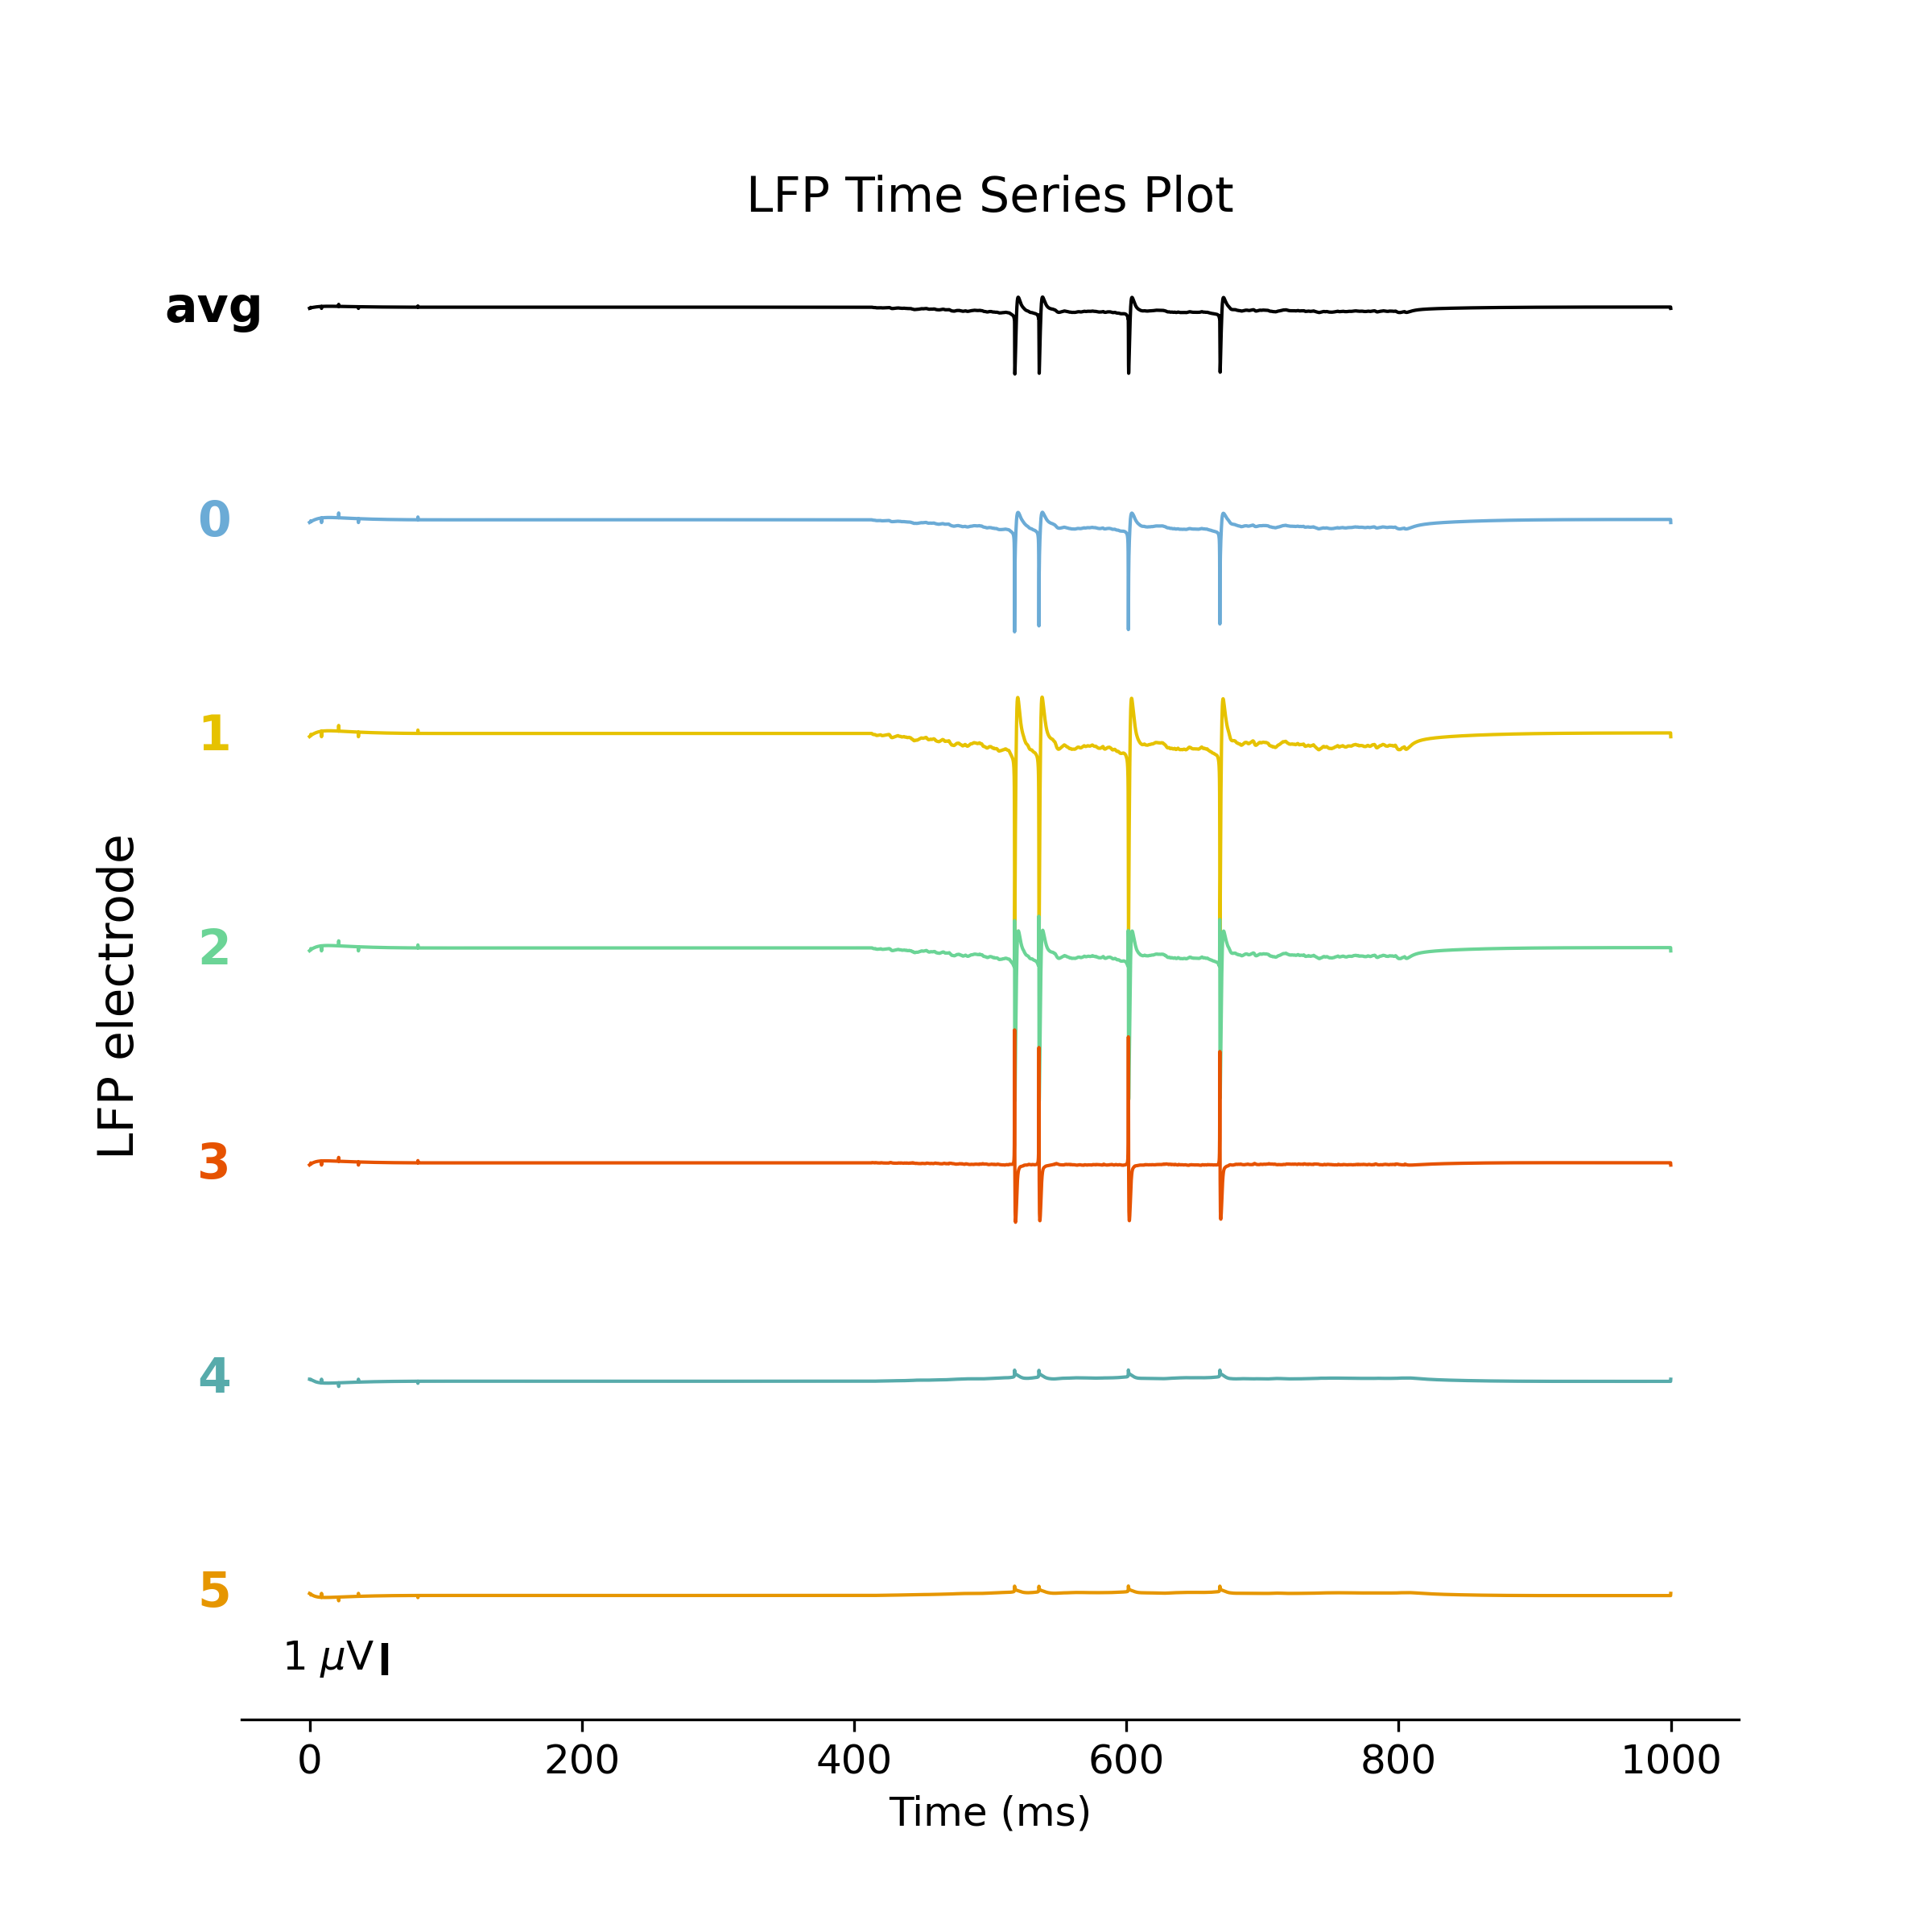 LFP Time Series Plot
avg
0
1
2
3
4
5
LFP electrode
1 μV
0 200 400 600 800 1000
Time (ms)